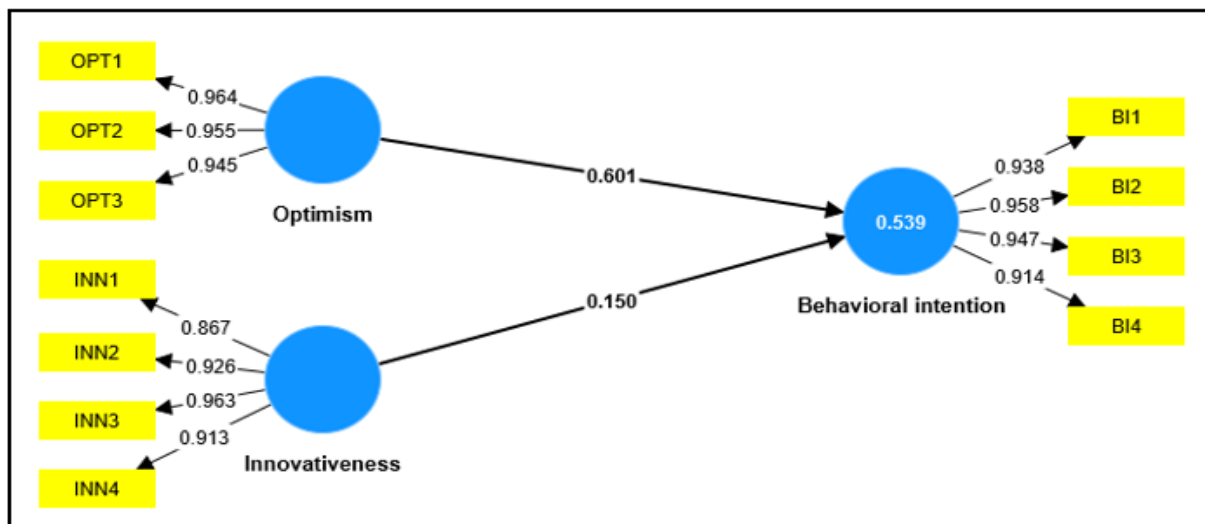 OPT1
0.964
OPT2
0.955
0.945
OPT3
Optimism
0.601
INN1
0.867
INN2
0.926
0.963
INN3
0.913
INN4
Innovativeness
0.150
0.539
Behavioral intention
BI1
0.938
BI2
0.958
0.947
BI3
0.914
BI4